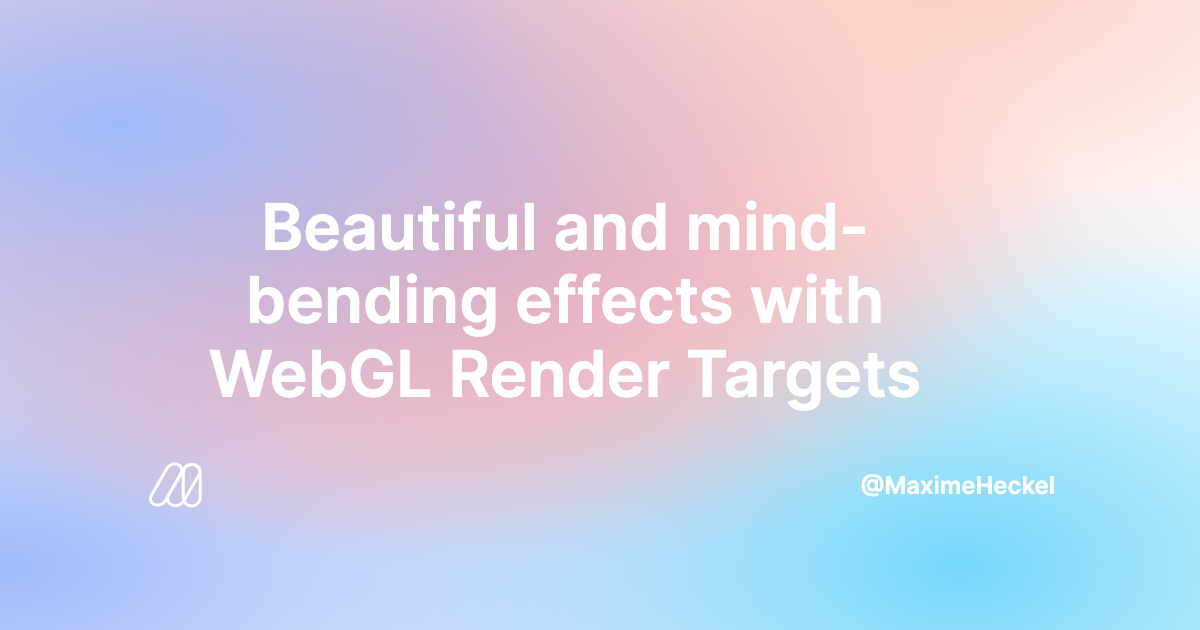 Beautiful and mind-
bending effects with
WebGL Render Targets
@MaximeHeckel